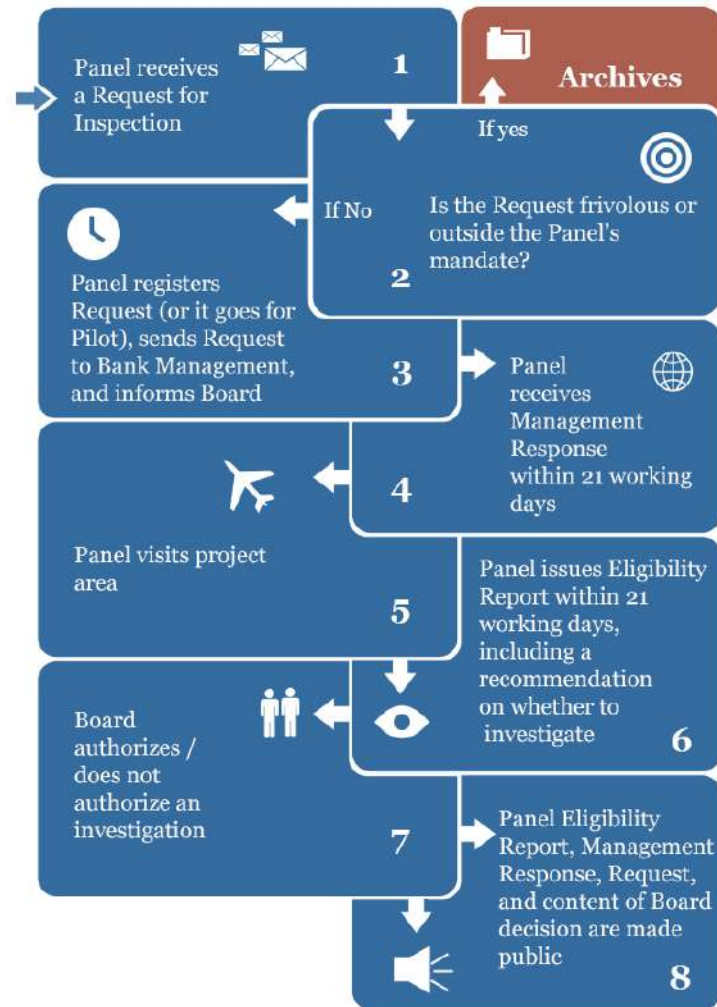 Panel receives
a Request for
Inspection
1
Archives
If yes
Is the Request frivolous or
outside the Panel's
mandate?
If No
2
Panel registers
Request (or it goes for
Pilot), sends Request
to Bank Management,
and informs Board
3
Panel
receives
Management
Response
within 21 working
days
4
Panel visits project
area
5
Panel issues Eligibility
Report within 21
working days,
including a
recommendation
on whether to
investigate
6
Board
authorizes /
does not
authorize an
investigation
7
Panel Eligibility
Report, Management
Response, Request,
and content of Board
decision are made
public
8